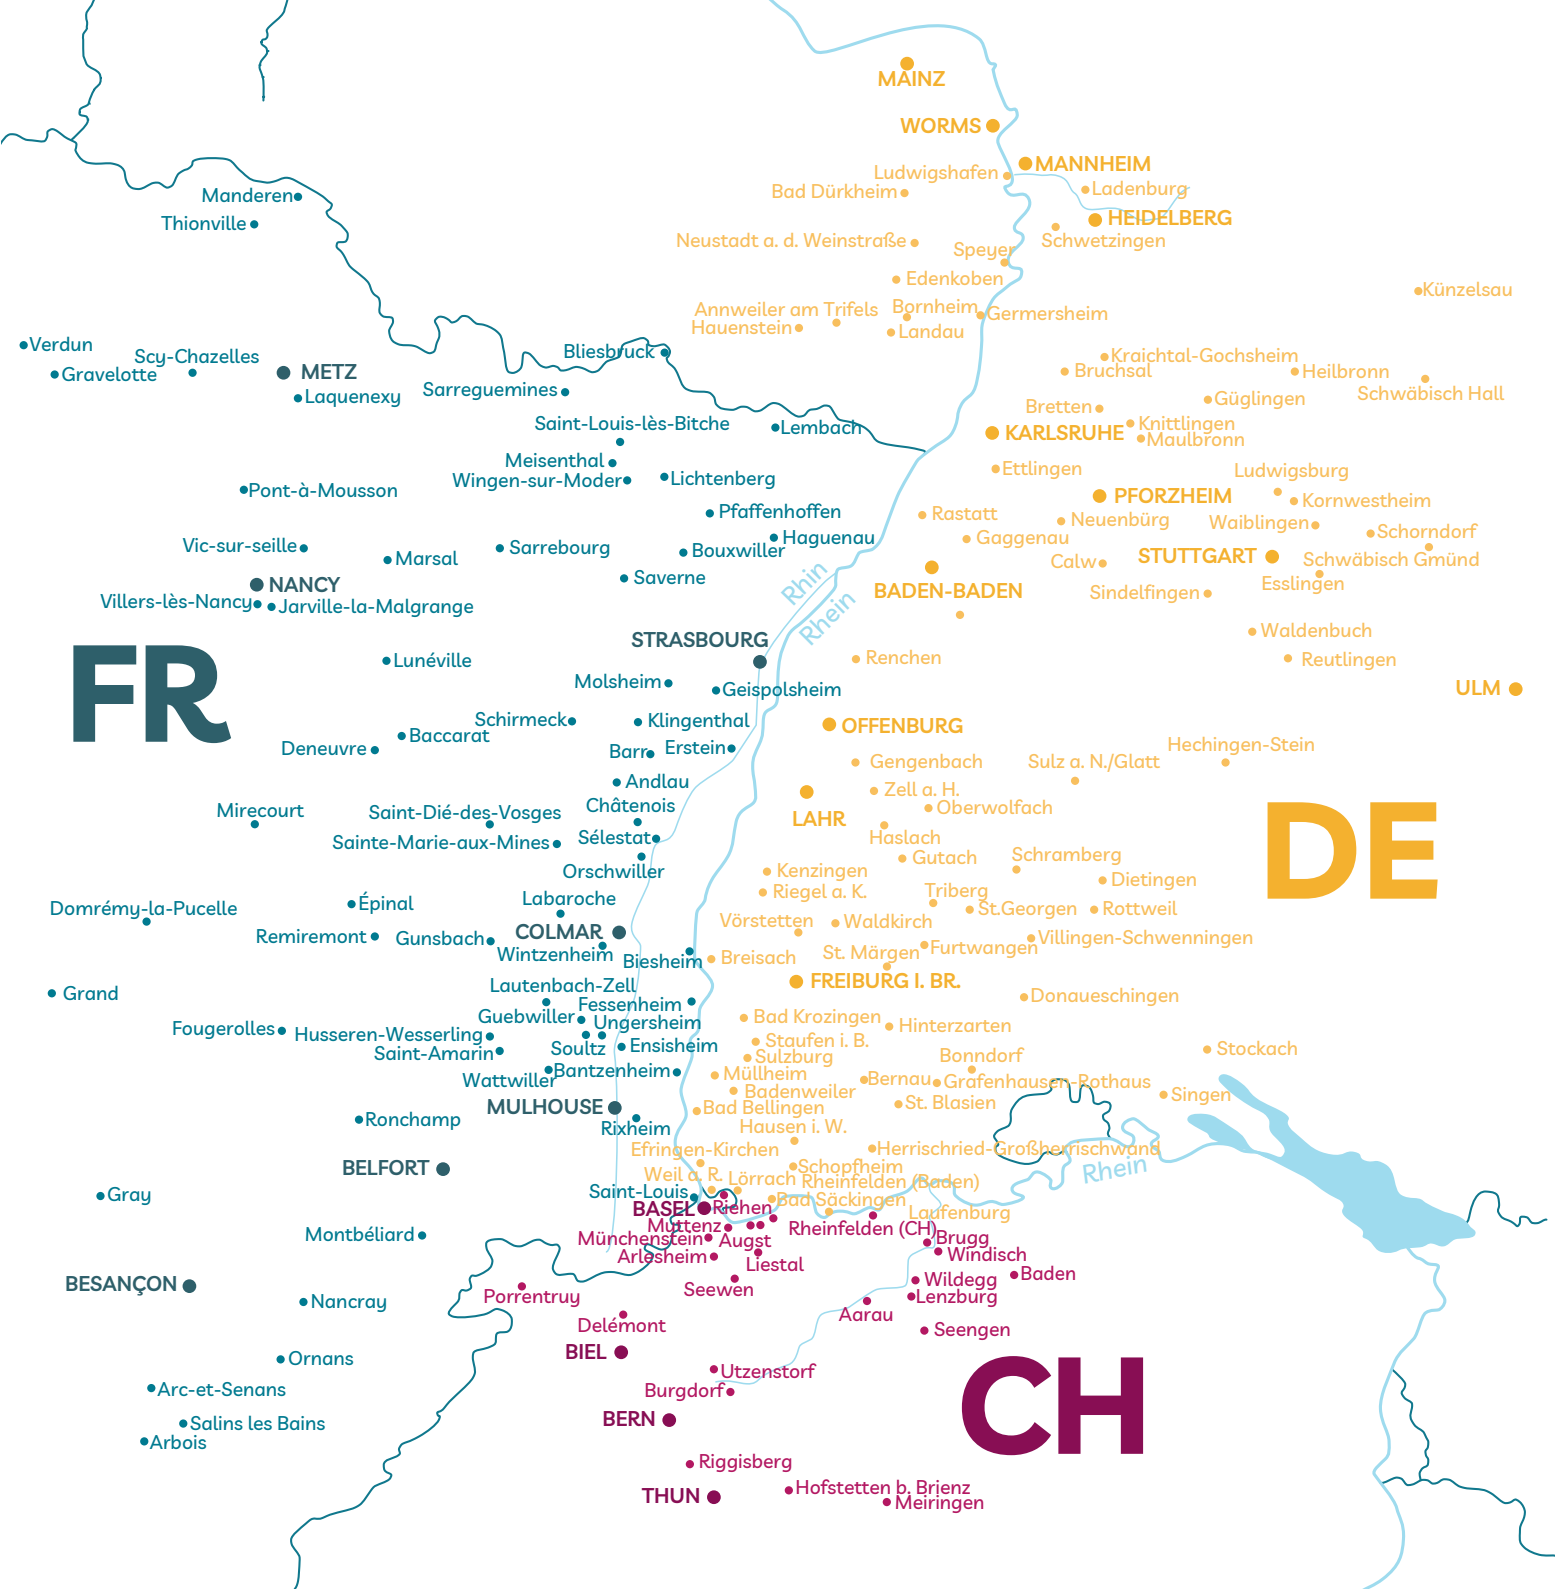 MAINZ
WORMS
MANNHEIM
Ludwigshafen
Ladenburg
Bad Dürkheim
Manderen
HEIDELBERG
Thionville
Schwetzingen
Neustadt a. d. Weinstraße
Speyer
Edenkoben
Künzelsau
Annweiler am Trifels
Bornheim
Germersheim
Hauenstein
Landau
Verdun
Scy-Chazelles
Bliesbruck
Kraichtal-Gochsheim
Gravelotte
METZ
Bruchsal
Heilbronn
Laquenexy
Sarreguemines
Schwäbisch Hall
Güglingen
Bretten
Saint-Louis-lès-Bitche
Lembach
Knittlingen
KARLSRUHE
Maulbronn
Meisenthal
Ettlingen
Ludwigsburg
Wingen-sur-Moder
Lichtenberg
Pont-à-Mousson
PFORZHEIM
Kornwestheim
Pfaffenhoffen
Rastatt
Neuenbürg
Waiblingen
Schorndorf
Haguenau
Gaggenau
Vic-sur-seille
Sarrebourg
Bouxwiller
Marsal
STUTTGART
Schwäbisch Gmünd
Calw
Saverne
NANCY
Rhin
BADEN-BADEN
Esslingen
Sindelfingen
Villers-lès-Nancy
Jarville-la-Malgrange
Rhein
Waldenbuch
STRASBOURG
Renchen
Reutlingen
Lunéville
FR
Molsheim
Geispolsheim
ULM
Schirmeck
Klingenthal
OFFENBURG
Baccarat
Deneuvre
Barr
Erstein
Hechingen-Stein
Gengenbach
Sulz a. N./Glatt
Andlau
Zell a. H.
Châtenois
Oberwolfach
Mirecourt
Saint-Dié-des-Vosges
LAHR
Sainte-Marie-aux-Mines
Sélestat
Haslach
DE
Gutach
Schramberg
Orschwiller
Kenzingen
Dietingen
Riegel a. K.
Triberg
Labaroche
Épinal
Domrémy-la-Pucelle
St.Georgen
Rottweil
Vörstetten
Waldkirch
COLMAR
Remiremont
Gunsbach
Villingen-Schwenningen
Furtwangen
Wintzenheim
Biesheim
Breisach
St. Märgen
FREIBURG I. BR.
Lautenbach-Zell
Grand
Donaueschingen
Fessenheim
Guebwiller
Bad Krozingen
Ungersheim
Hinterzarten
Fougerolles
Husseren-Wesserling
Staufen i. B.
Soultz
Ensisheim
Stockach
Saint-Amarin
Sulzburg
Bonndorf
Bantzenheim
Müllheim
Wattwiller
Bernau
Grafenhausen-Rothaus
Badenweiler
Singen
MULHOUSE
Bad Bellingen
St. Blasien
Ronchamp
Rixheim
Hausen i. W.
Efringen-Kirchen
Herrischried-Großherrischwand
BELFORT
Schopfheim
Rhein
Weil a. R.
Lörrach
Rheinfelden (Baden)
Saint-Louis
Gray
Bad Säckingen
BASEL
Riehen
Laufenburg
Muttenz
Rheinfelden (CH)
Montbéliard
Münchenstein
Augst
Brugg
Arlesheim
Windisch
Liestal
BESANÇON
Baden
Wildegg
Seewen
Porrentruy
Lenzburg
Nancray
Aarau
Delémont
Seengen
BIEL
Ornans
Utzenstorf
Arc-et-Senans
Burgdorf
CH
BERN
Salins les Bains
Arbois
Riggisberg
Hofstetten b. Brienz
THUN
Meiringen